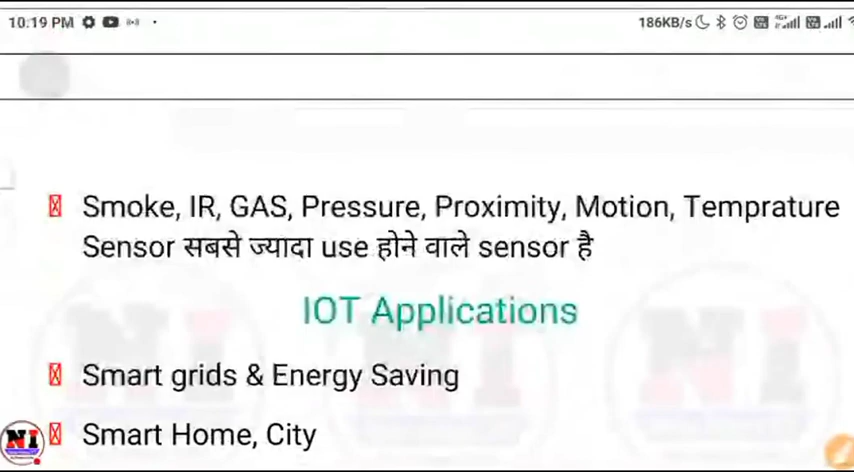 10:19 PM 186KB/s
Smoke, IR, GAS, Pressure, Proximity, Motion, Temprature
Sensor सबसे ज्यादा use होने वाले sensor है
IOT Applications
Smart grids & Energy Saving
Smart Home, City
NI